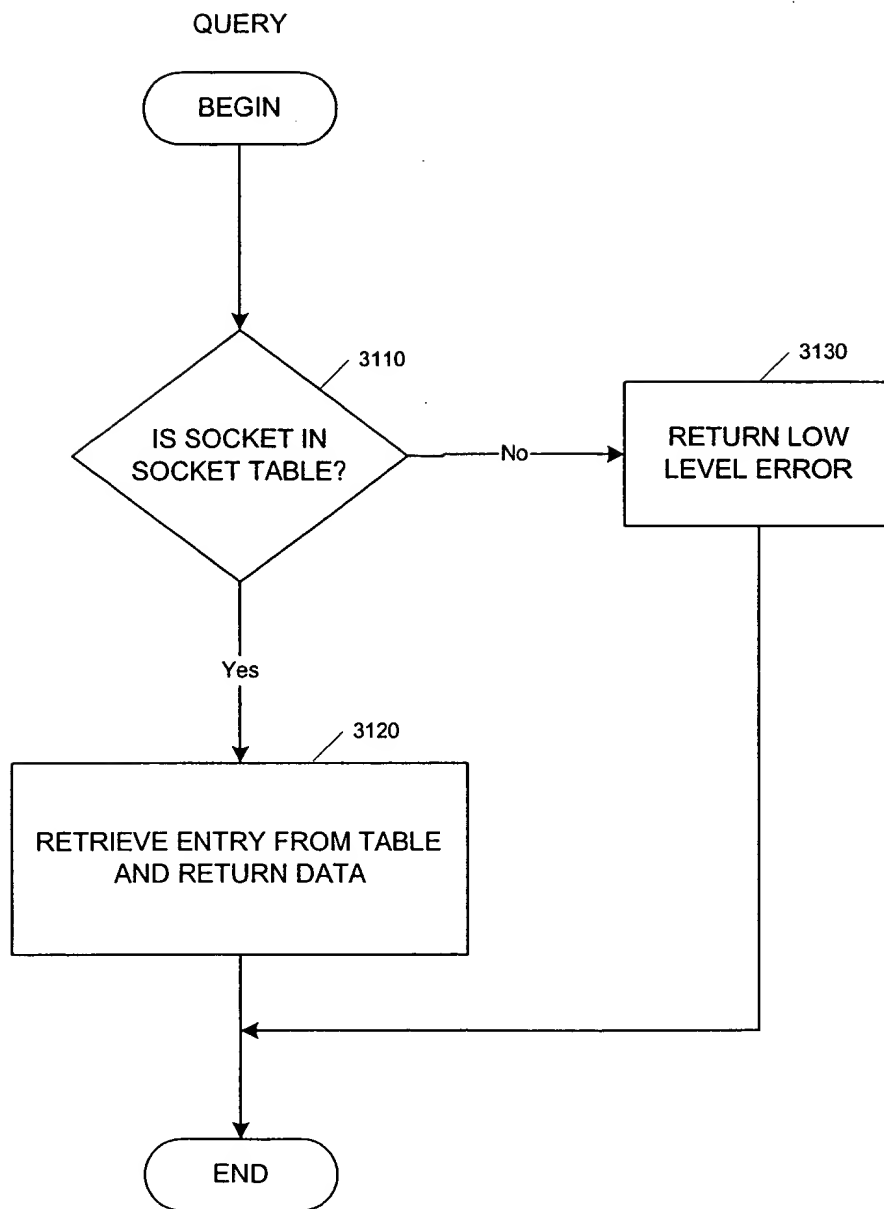 QUERY
BEGIN
3110
IS SOCKET IN
SOCKET TABLE?
No
3130
RETURN LOW
LEVEL ERROR
Yes
3120
RETRIEVE ENTRY FROM TABLE
AND RETURN DATA
END